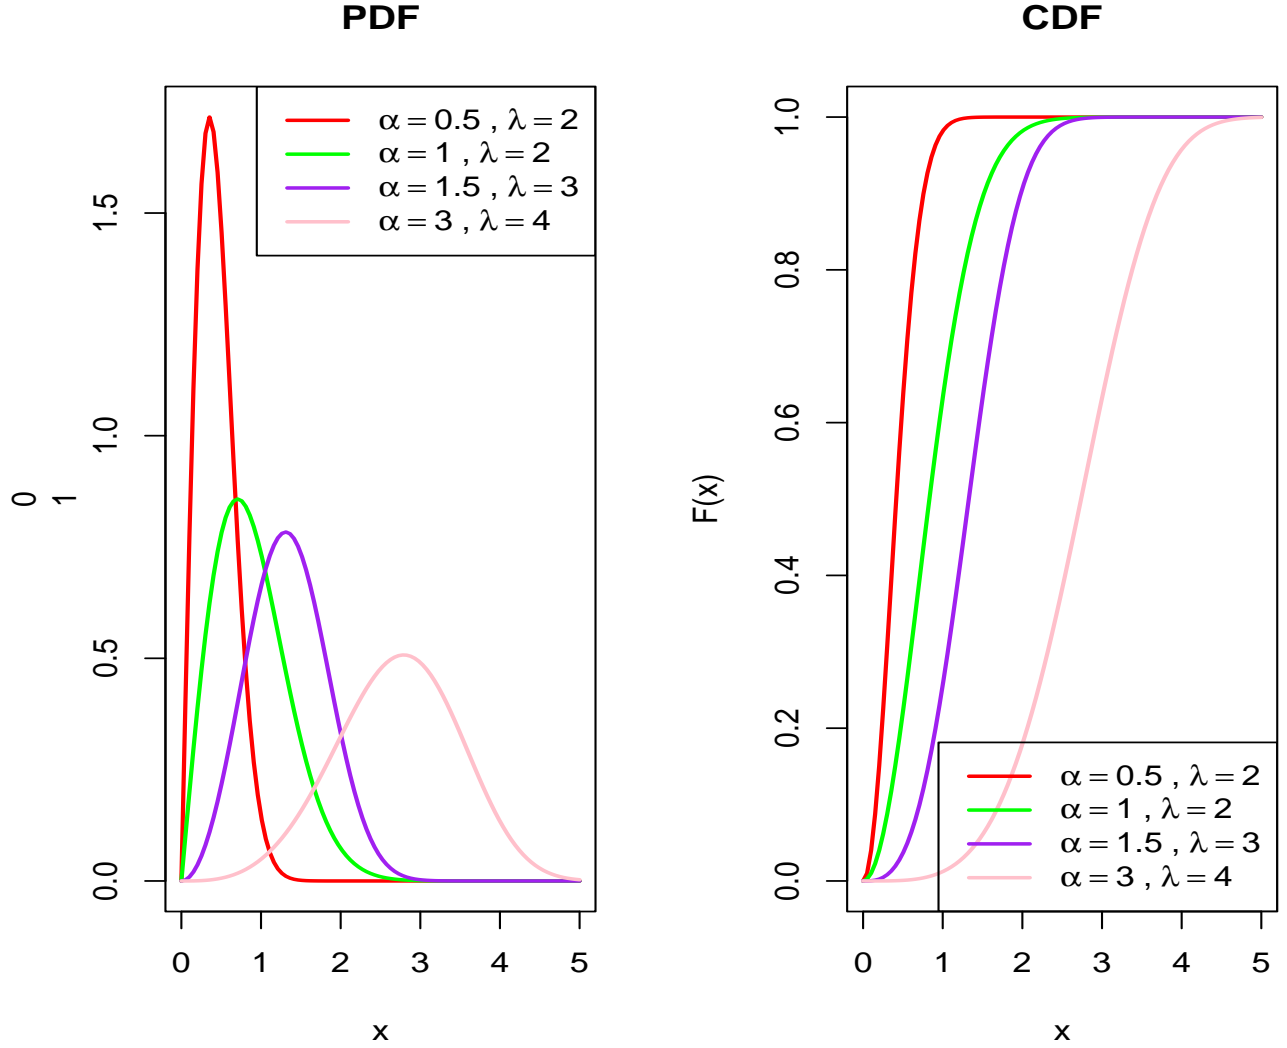 PDF
α = 0.5 , λ = 2
α = 1 , λ = 2
α = 1.5 , λ = 3
α = 3 , λ = 4
0
1
0.0
0.5
1.0
1.5
0 1 2 3 4 5
x
CDF
F(x)
0.0
0.2
0.4
0.6
0.8
1.0
α = 0.5 , λ = 2
α = 1 , λ = 2
α = 1.5 , λ = 3
α = 3 , λ = 4
0 1 2 3 4 5
x